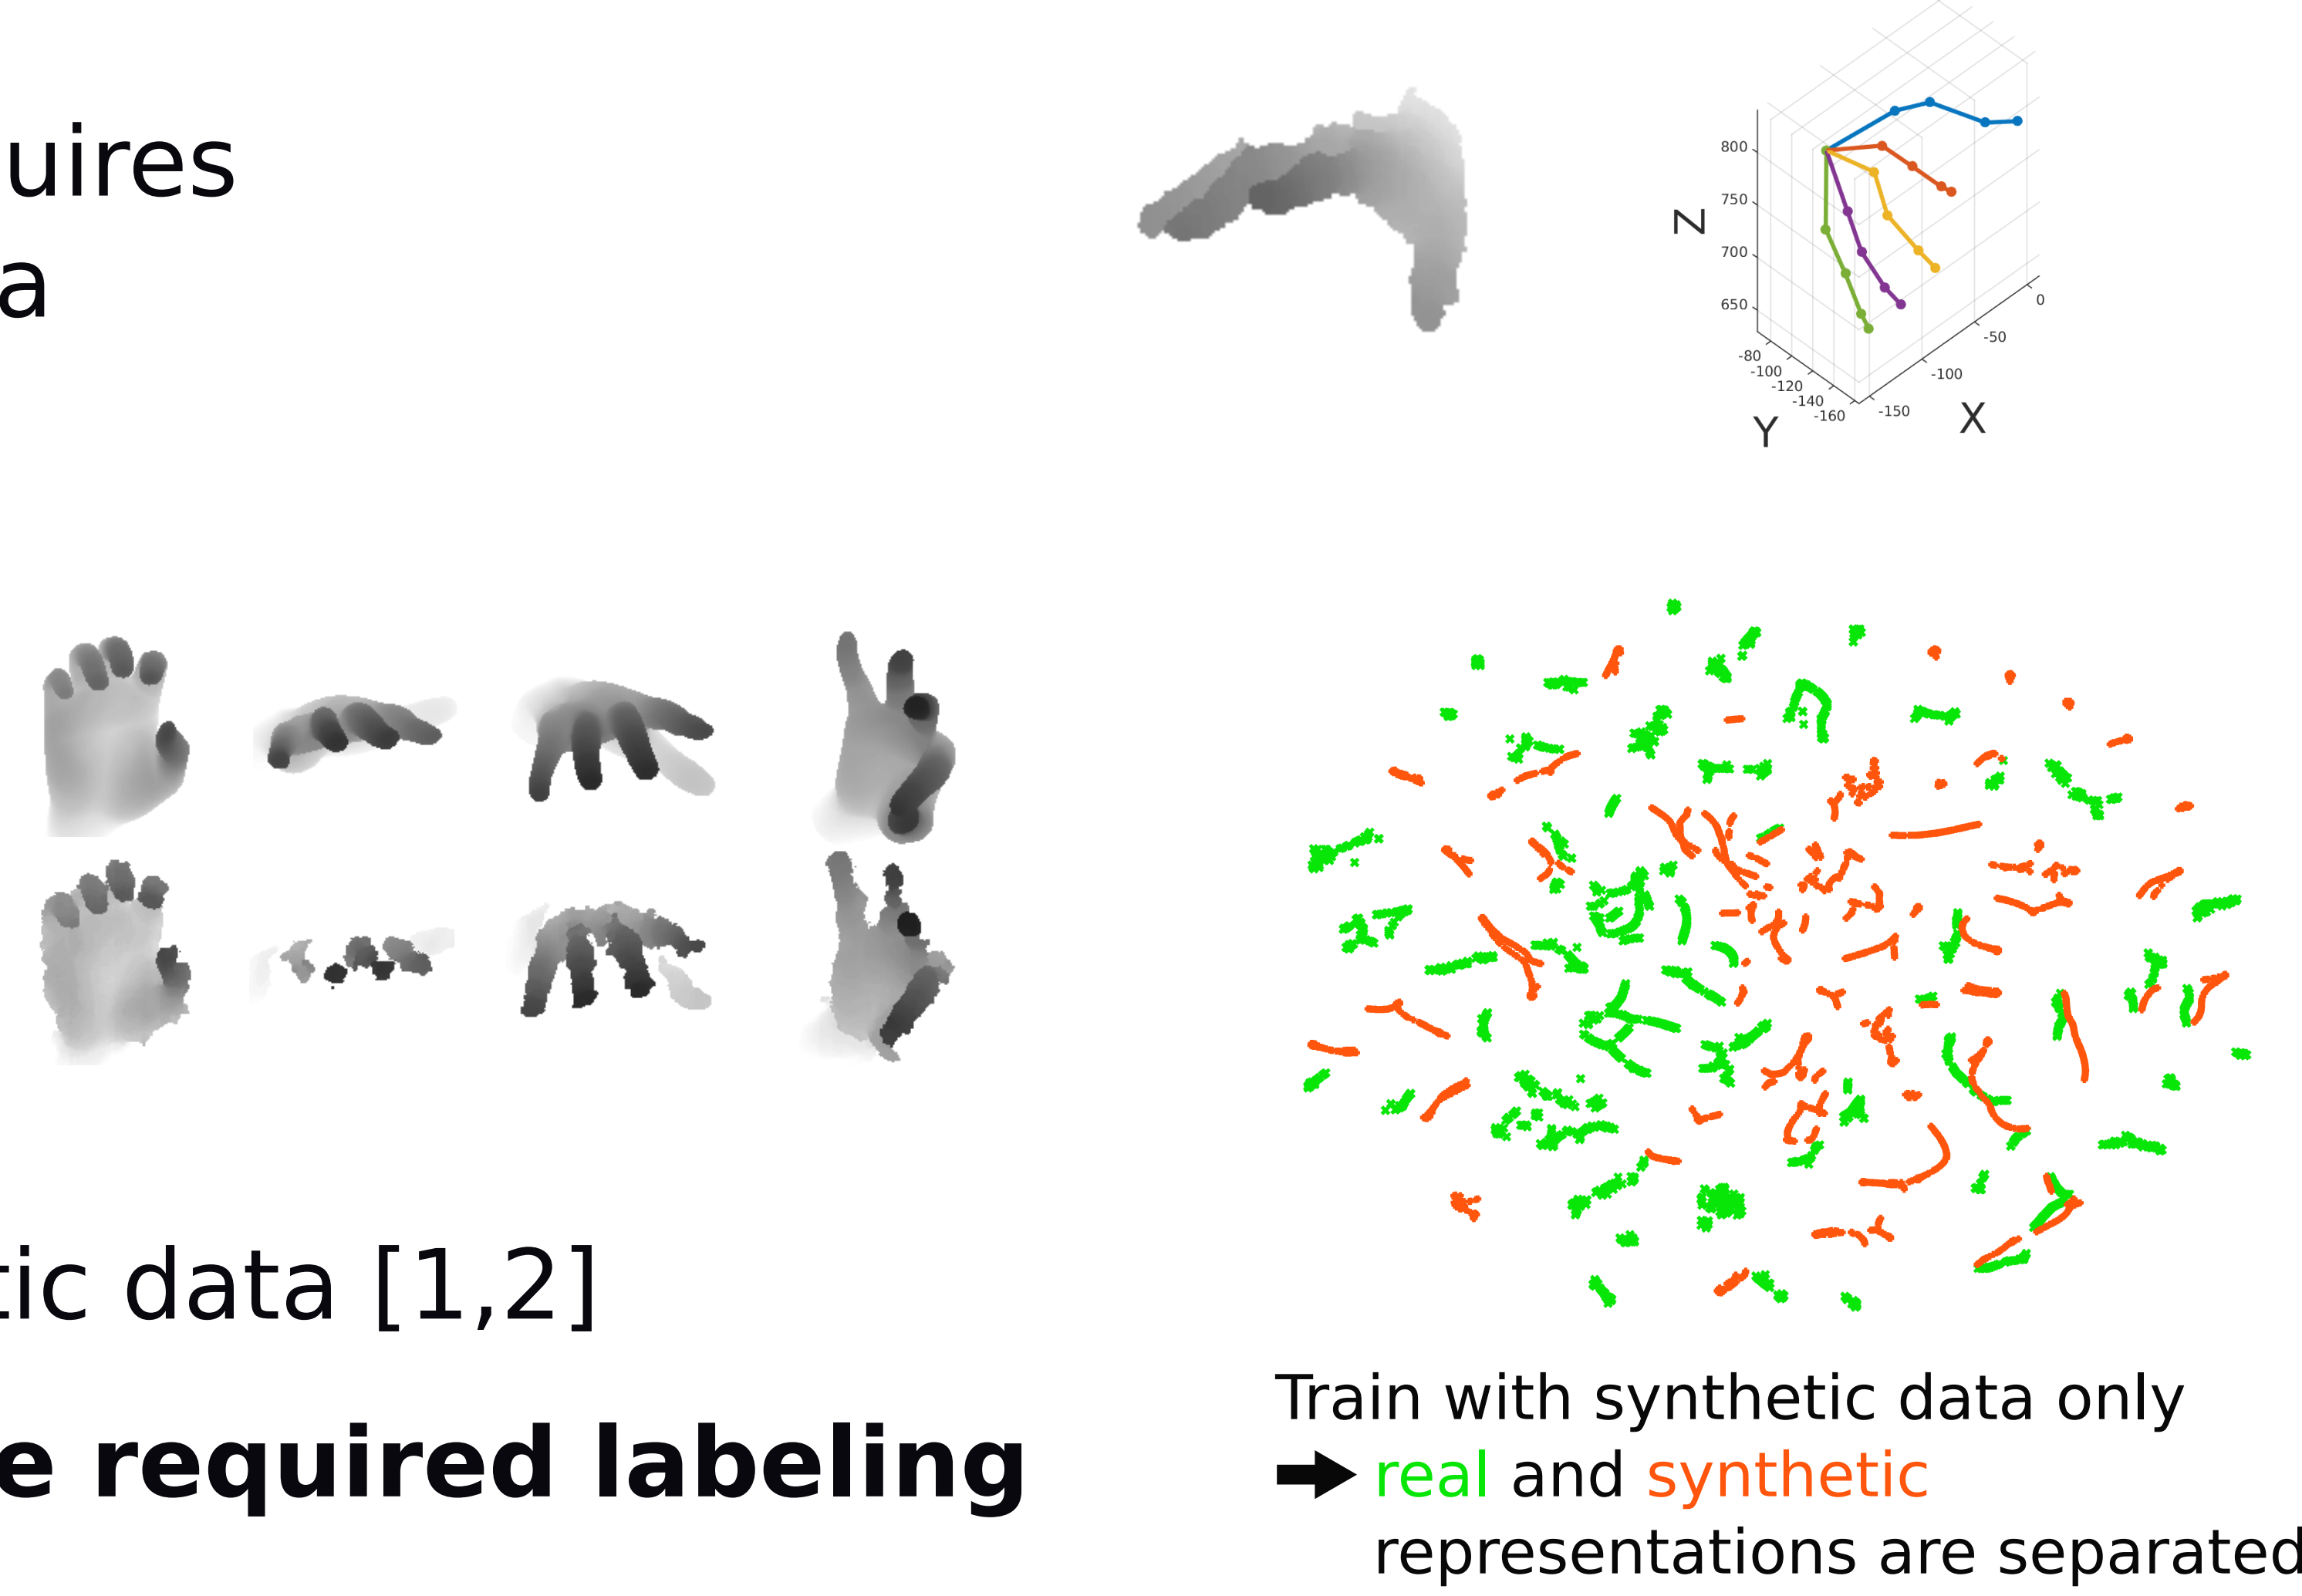 uires
a
800
750
700
650
Z
-80
-100
-120
-140
-160
Y
0
-50
-100
-150
X
tic data [1,2]
e required labeling
Train with synthetic data only
real and synthetic
representations are separated